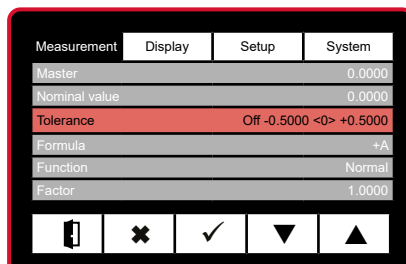 Measurement Display Setup System
Master 0.0000
Nominal value 0.0000
Tolerance Off -0.5000 <0> +0.5000
Formula +A
Function Normal
Factor 1.0000